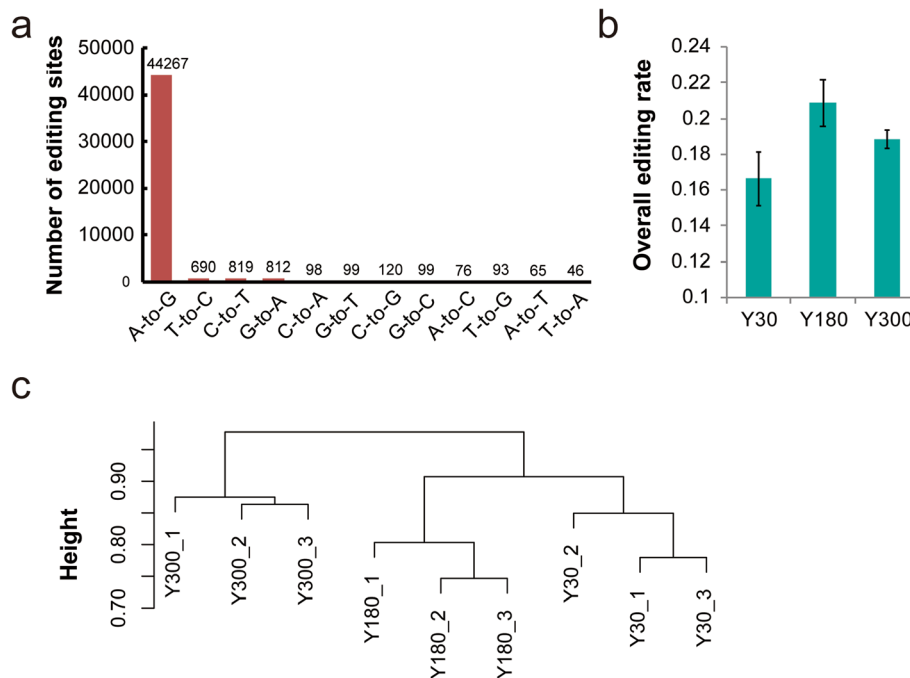 a
Number of editing sites
50000
40000
30000
20000
10000
0
44267
690
819
812
98
99
120
99
76
93
65
46
A-to-G
T-to-C
C-to-T
G-to-A
C-to-A
G-to-T
C-to-G
G-to-C
A-to-C
T-to-G
A-to-T
T-to-A
b
Overall editing rate
0.24
0.22
0.2
0.18
0.16
0.14
0.12
0.1
Y30
Y180
Y300
c
Height
0.90
0.80
0.70
Y300_1
Y300_2
Y300_3
Y180_1
Y180_2
Y180_3
Y30_2
Y30_1
Y30_3